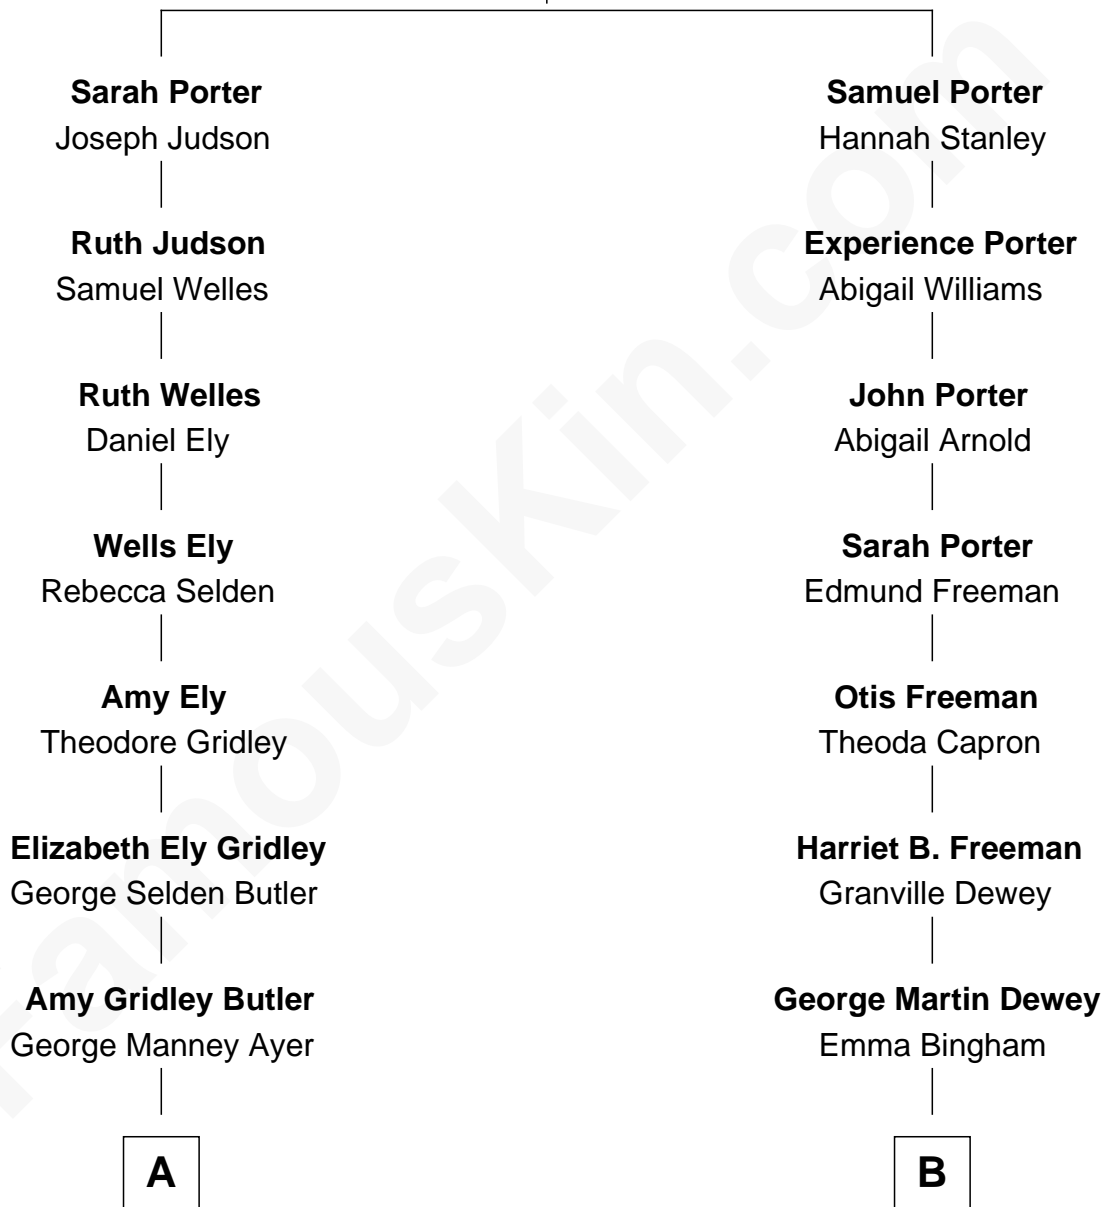 Sarah Porter
Joseph Judson
Ruth Judson
Samuel Welles
Ruth Welles
Daniel Ely
Wells Ely
Rebecca Selden
Amy Ely
Theodore Gridley
Elizabeth Ely Gridley
George Selden Butler
Amy Gridley Butler
George Manney Ayer
A
Samuel Porter
Hannah Stanley
Experience Porter
Abigail Williams
John Porter
Abigail Arnold
Sarah Porter
Edmund Freeman
Otis Freeman
Theoda Capron
Harriet B. Freeman
Granville Dewey
George Martin Dewey
Emma Bingham
B
FamousKin.com